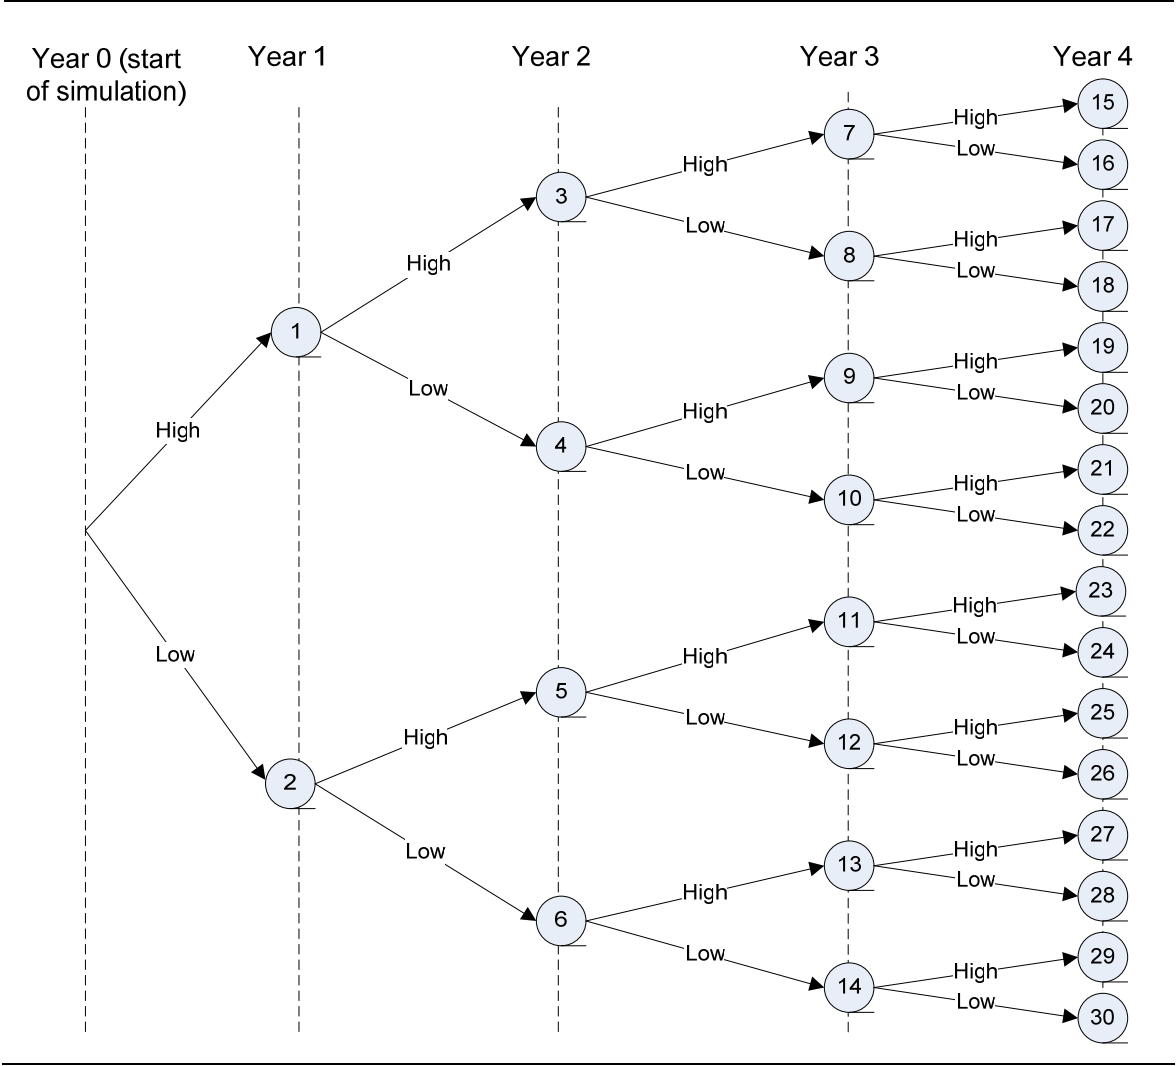 Year 0 (start
of simulation)
Year 1
Year 2
Year 3
Year 4
High
Low
1
2
High
Low
High
Low
3
4
5
6
High
Low
High
Low
High
Low
High
Low
7
8
9
10
11
12
13
14
High
Low
High
Low
High
Low
High
Low
High
Low
High
Low
High
Low
High
Low
15
16
17
18
19
20
21
22
23
24
25
26
27
28
29
30